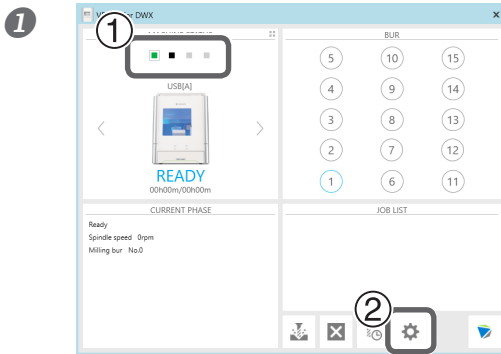 1
VPanel for DWX
1
MACHINE STATUS
BUR
5 10 15
USB[A]
4 9 14
3 8 13
2 7 12
READY
1 6 11
00h00m/00h00m
CURRENT PHASE
JOB LIST
Ready
Spindle speed 0rpm
Milling bur No.0
2